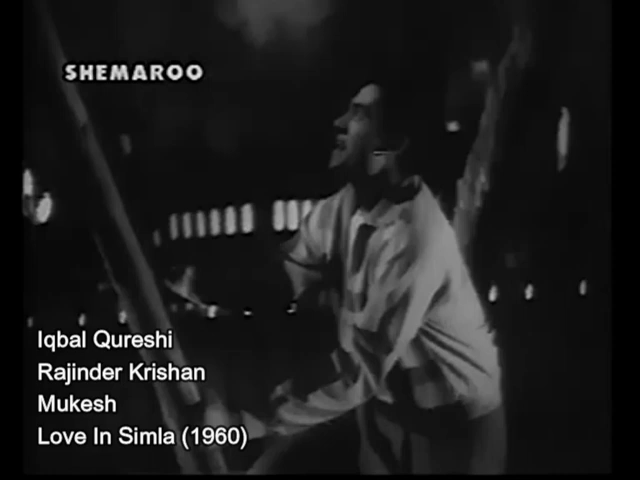 SHEMAROO
Iqbal Qureshi
Rajinder Krishan
Mukesh
Love In Simla (1960)